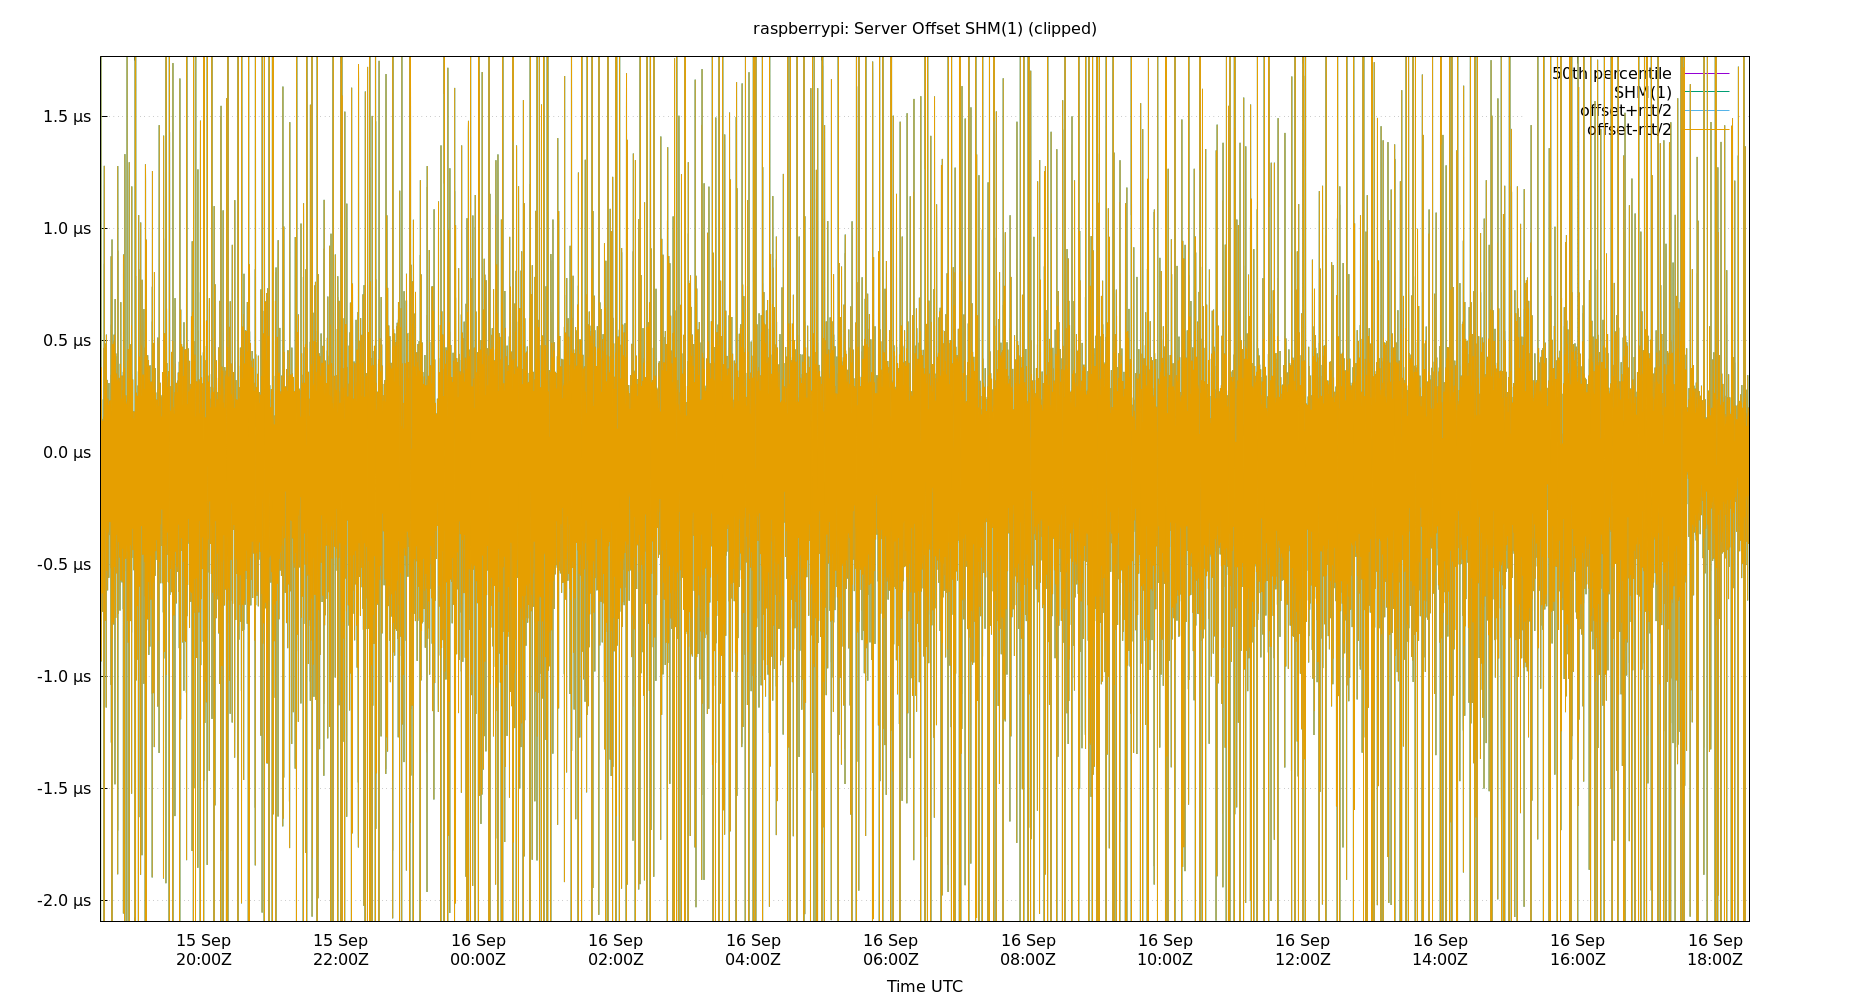 raspberrypi: Server Offset SHM(1) (clipped)
50th percentile
SHM(1)
offset+rtt/2
offset-rtt/2
1.5 µs
1.0 µs
0.5 µs
0.0 µs
-0.5 µs
-1.0 µs
-1.5 µs
-2.0 µs
15 Sep 15 Sep 16 Sep 16 Sep 16 Sep 16 Sep 16 Sep 16 Sep 16 Sep 16 Sep 16 Sep 16 Sep
20:00Z 22:00Z 00:00Z 02:00Z 04:00Z 06:00Z 08:00Z 10:00Z 12:00Z 14:00Z 16:00Z 18:00Z
Time UTC